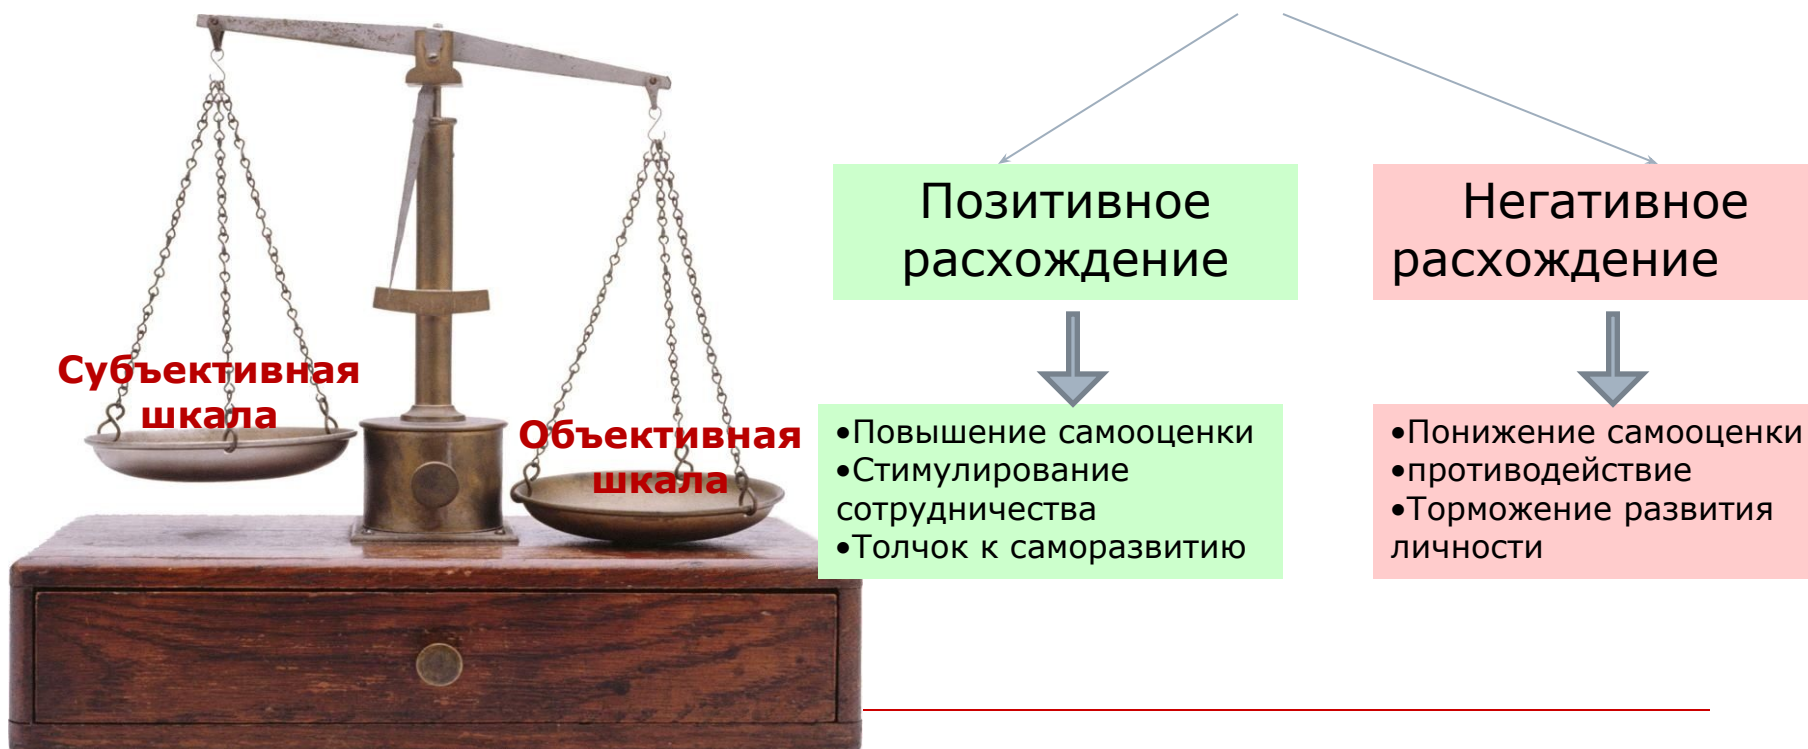 Субъективная
шкала
Объективная
шкала
Позитивное
расхождение
•Повышение самооценки
•Стимулирование
сотрудничества
•Толчок к саморазвитию
Негативное
расхождение
•Понижение самооценки
•противодействие
•Торможение развития
личности